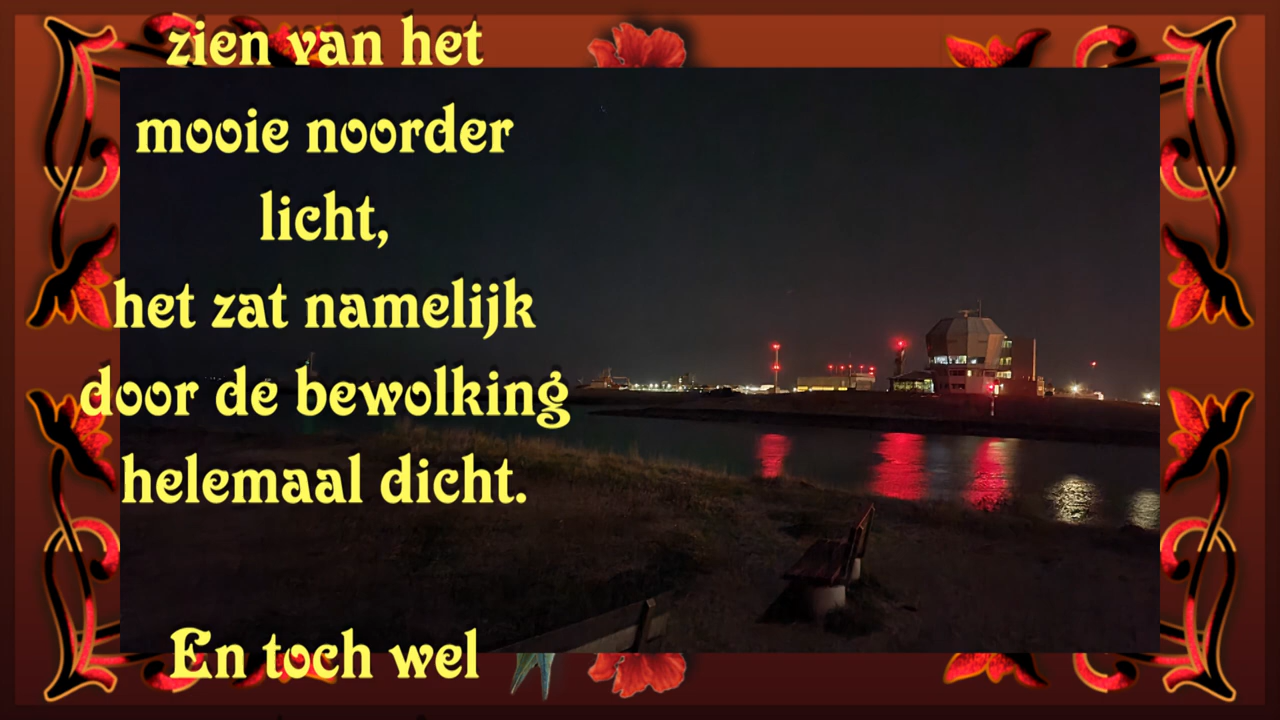 zien van het
mooie noorder
licht,
het zat namelijk
door de bewolking
helemaal dicht.
En toch wel